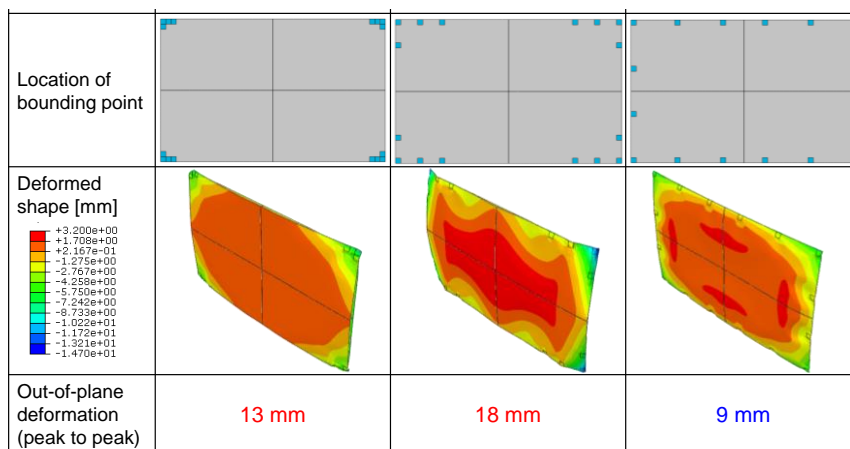 Location of
bounding point
Deformed
shape [mm]
+3.200e+00
+1.708e+00
+2.167e-01
-1.275e+00
-2.767e+00
-4.258e+00
-5.750e+00
-7.242e+00
-8.733e+00
-1.022e+01
-1.172e+01
-1.321e+01
-1.470e+01
Out-of-plane
deformation
(peak to peak)
13 mm
18 mm
9 mm